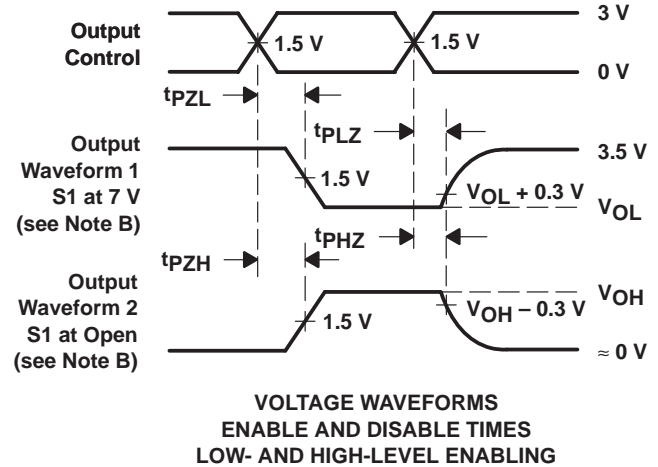 3 V
Output
Control
1.5 V
1.5 V
0 V
tPZL
tPLZ
Output
Waveform 1
S1 at 7 V
(see Note B)
3.5 V
1.5 V
VOL + 0.3 V
VOL
tPHZ
tPZH
Output
Waveform 2
S1 at Open
(see Note B)
VOH
VOH – 0.3 V
1.5 V
≈ 0 V
VOLTAGE WAVEFORMS
ENABLE AND DISABLE TIMES
LOW- AND HIGH-LEVEL ENABLING